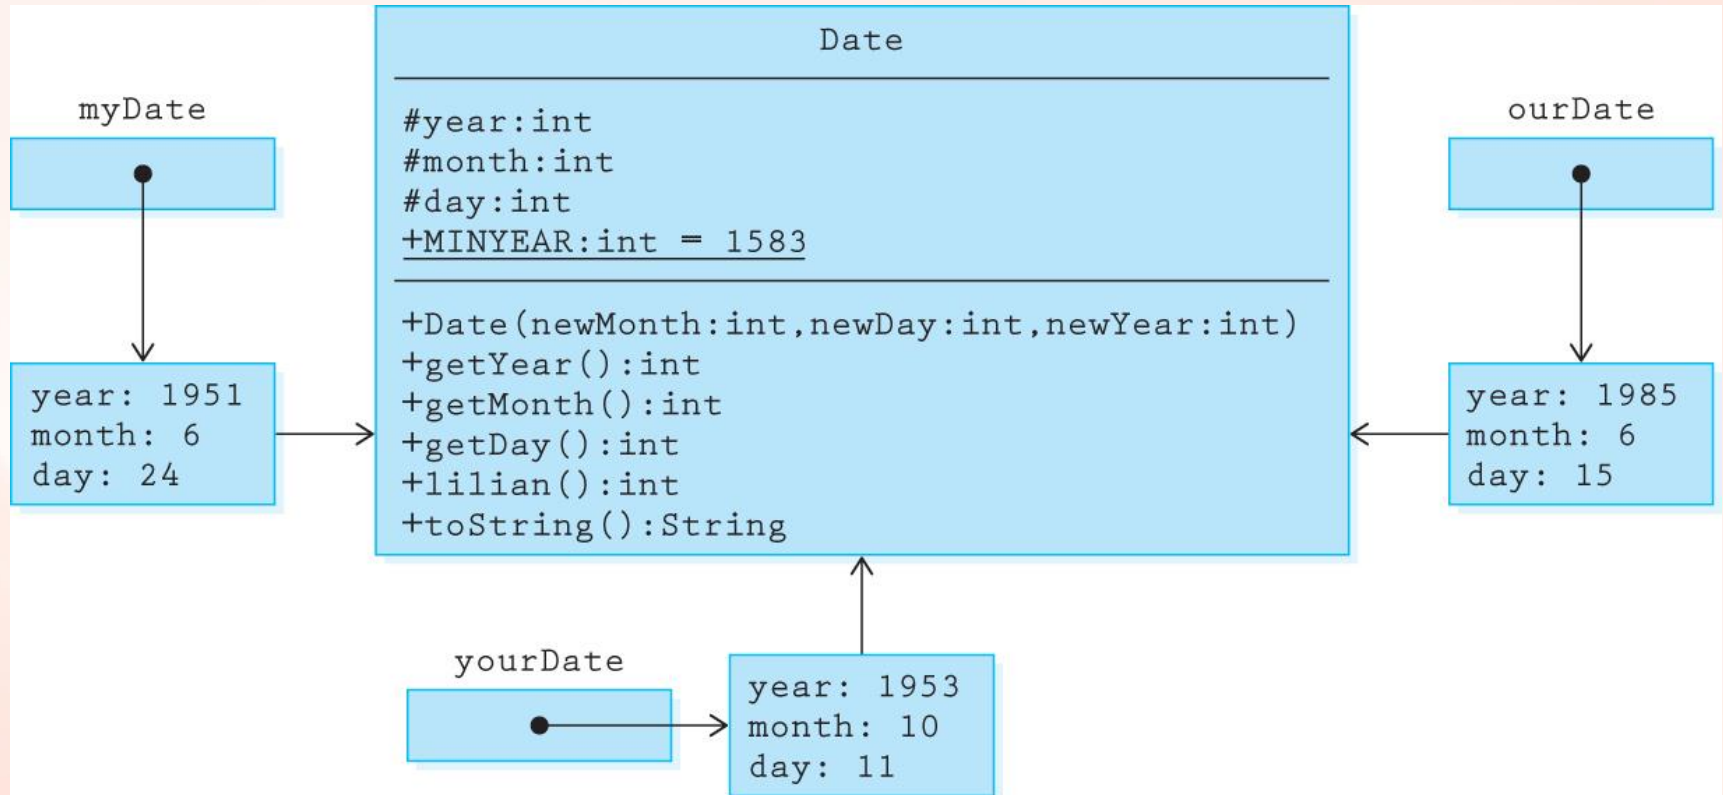 Date
#year:int
#month:int
#day:int
+MINYEAR:int = 1583
+Date(newMonth:int,newDay:int,newYear:int)
+getYear():int
+getMonth():int
+getDay():int
+lilian():int
+toString():String
myDate
year: 1951
month: 6
day: 24
ourDate
year: 1985
month: 6
day: 15
yourDate
year: 1953
month: 10
day: 11